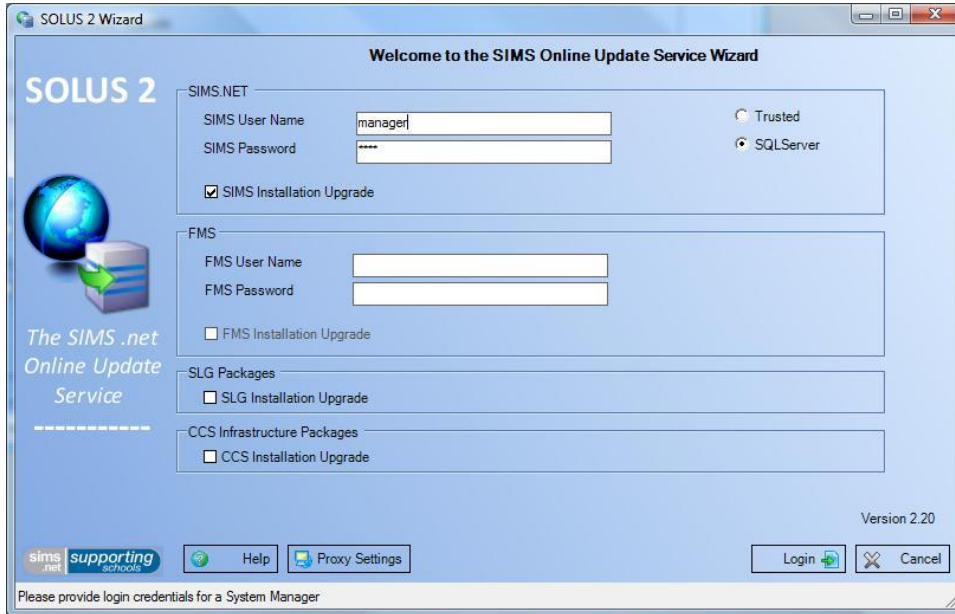 SOLUS 2 Wizard
Welcome to the SIMS Online Update Service Wizard
SOLUS 2
The SIMS .net
Online Update
Service
-----------
SIMS.NET
SIMS User Name
manager
Trusted
SIMS Password
****
SQLServer
SIMS Installation Upgrade
FMS
FMS User Name
FMS Password
FMS Installation Upgrade
SLG Packages
SLG Installation Upgrade
CCS Infrastructure Packages
CCS Installation Upgrade
Version 2.20
sims .net supporting schools
Help
Proxy Settings
Login
Cancel
Please provide login credentials for a System Manager